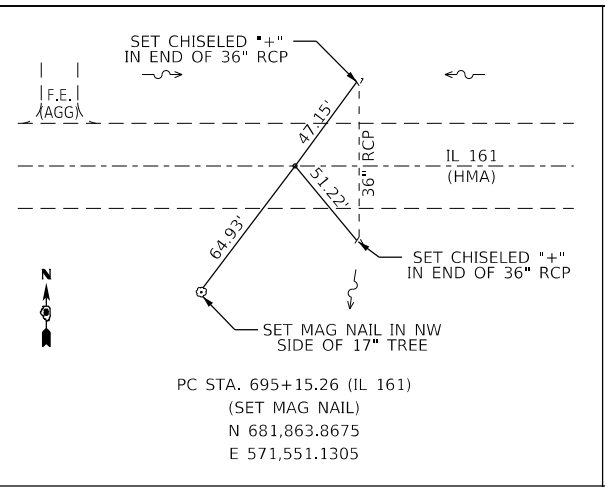 SET CHISELED "+"
IN END OF 36" RCP
F.E.
(AGG)
47.15'
36" RCP
IL 161
(HMA)
51.22'
64.93'
SET CHISELED "+"
IN END OF 36" RCP
N
SET MAG NAIL IN NW
SIDE OF 17" TREE
PC STA. 695+15.26 (IL 161)
(SET MAG NAIL)
N 681,863.8675
E 571,551.1305